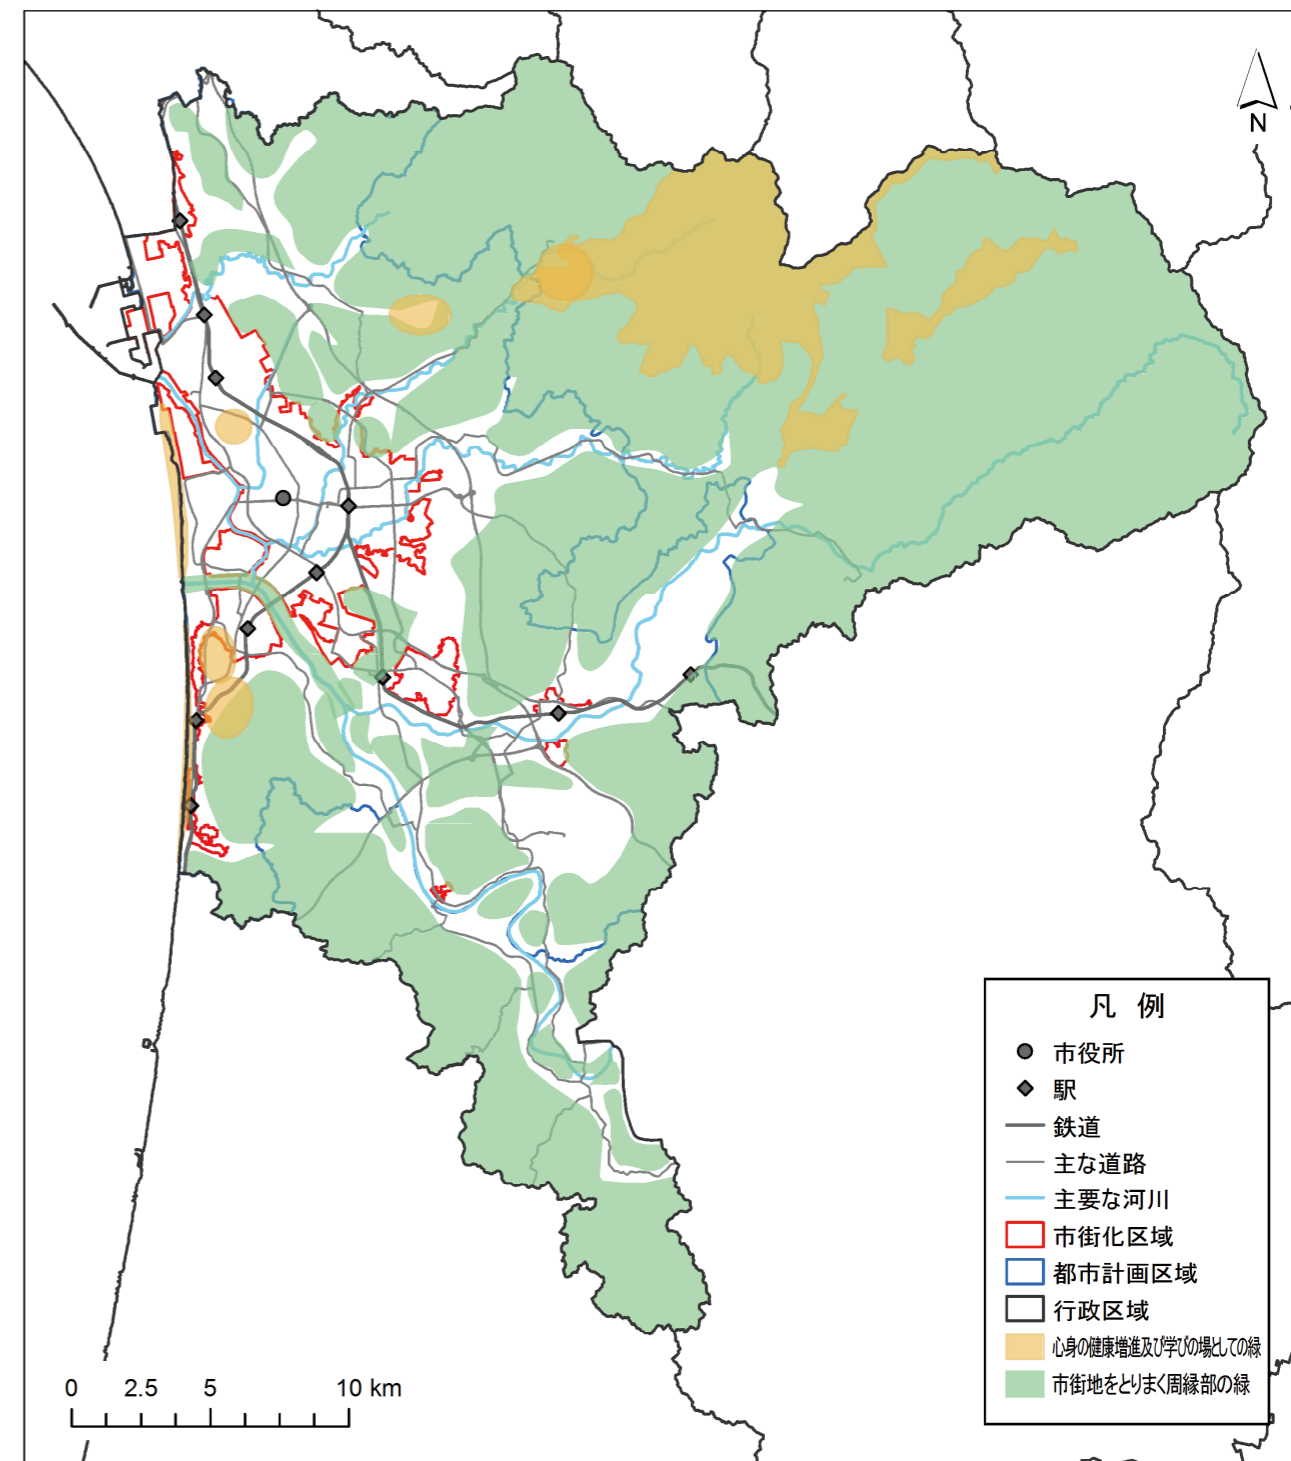 N
凡 例
市役所
駅
鉄道
主な道路
主要な河川
市街化区域
都市計画区域
行政区域
心身の健康増進及び学びの場としての緑
市街地をとりまく周縁部の緑
0 2.5 5 10 km